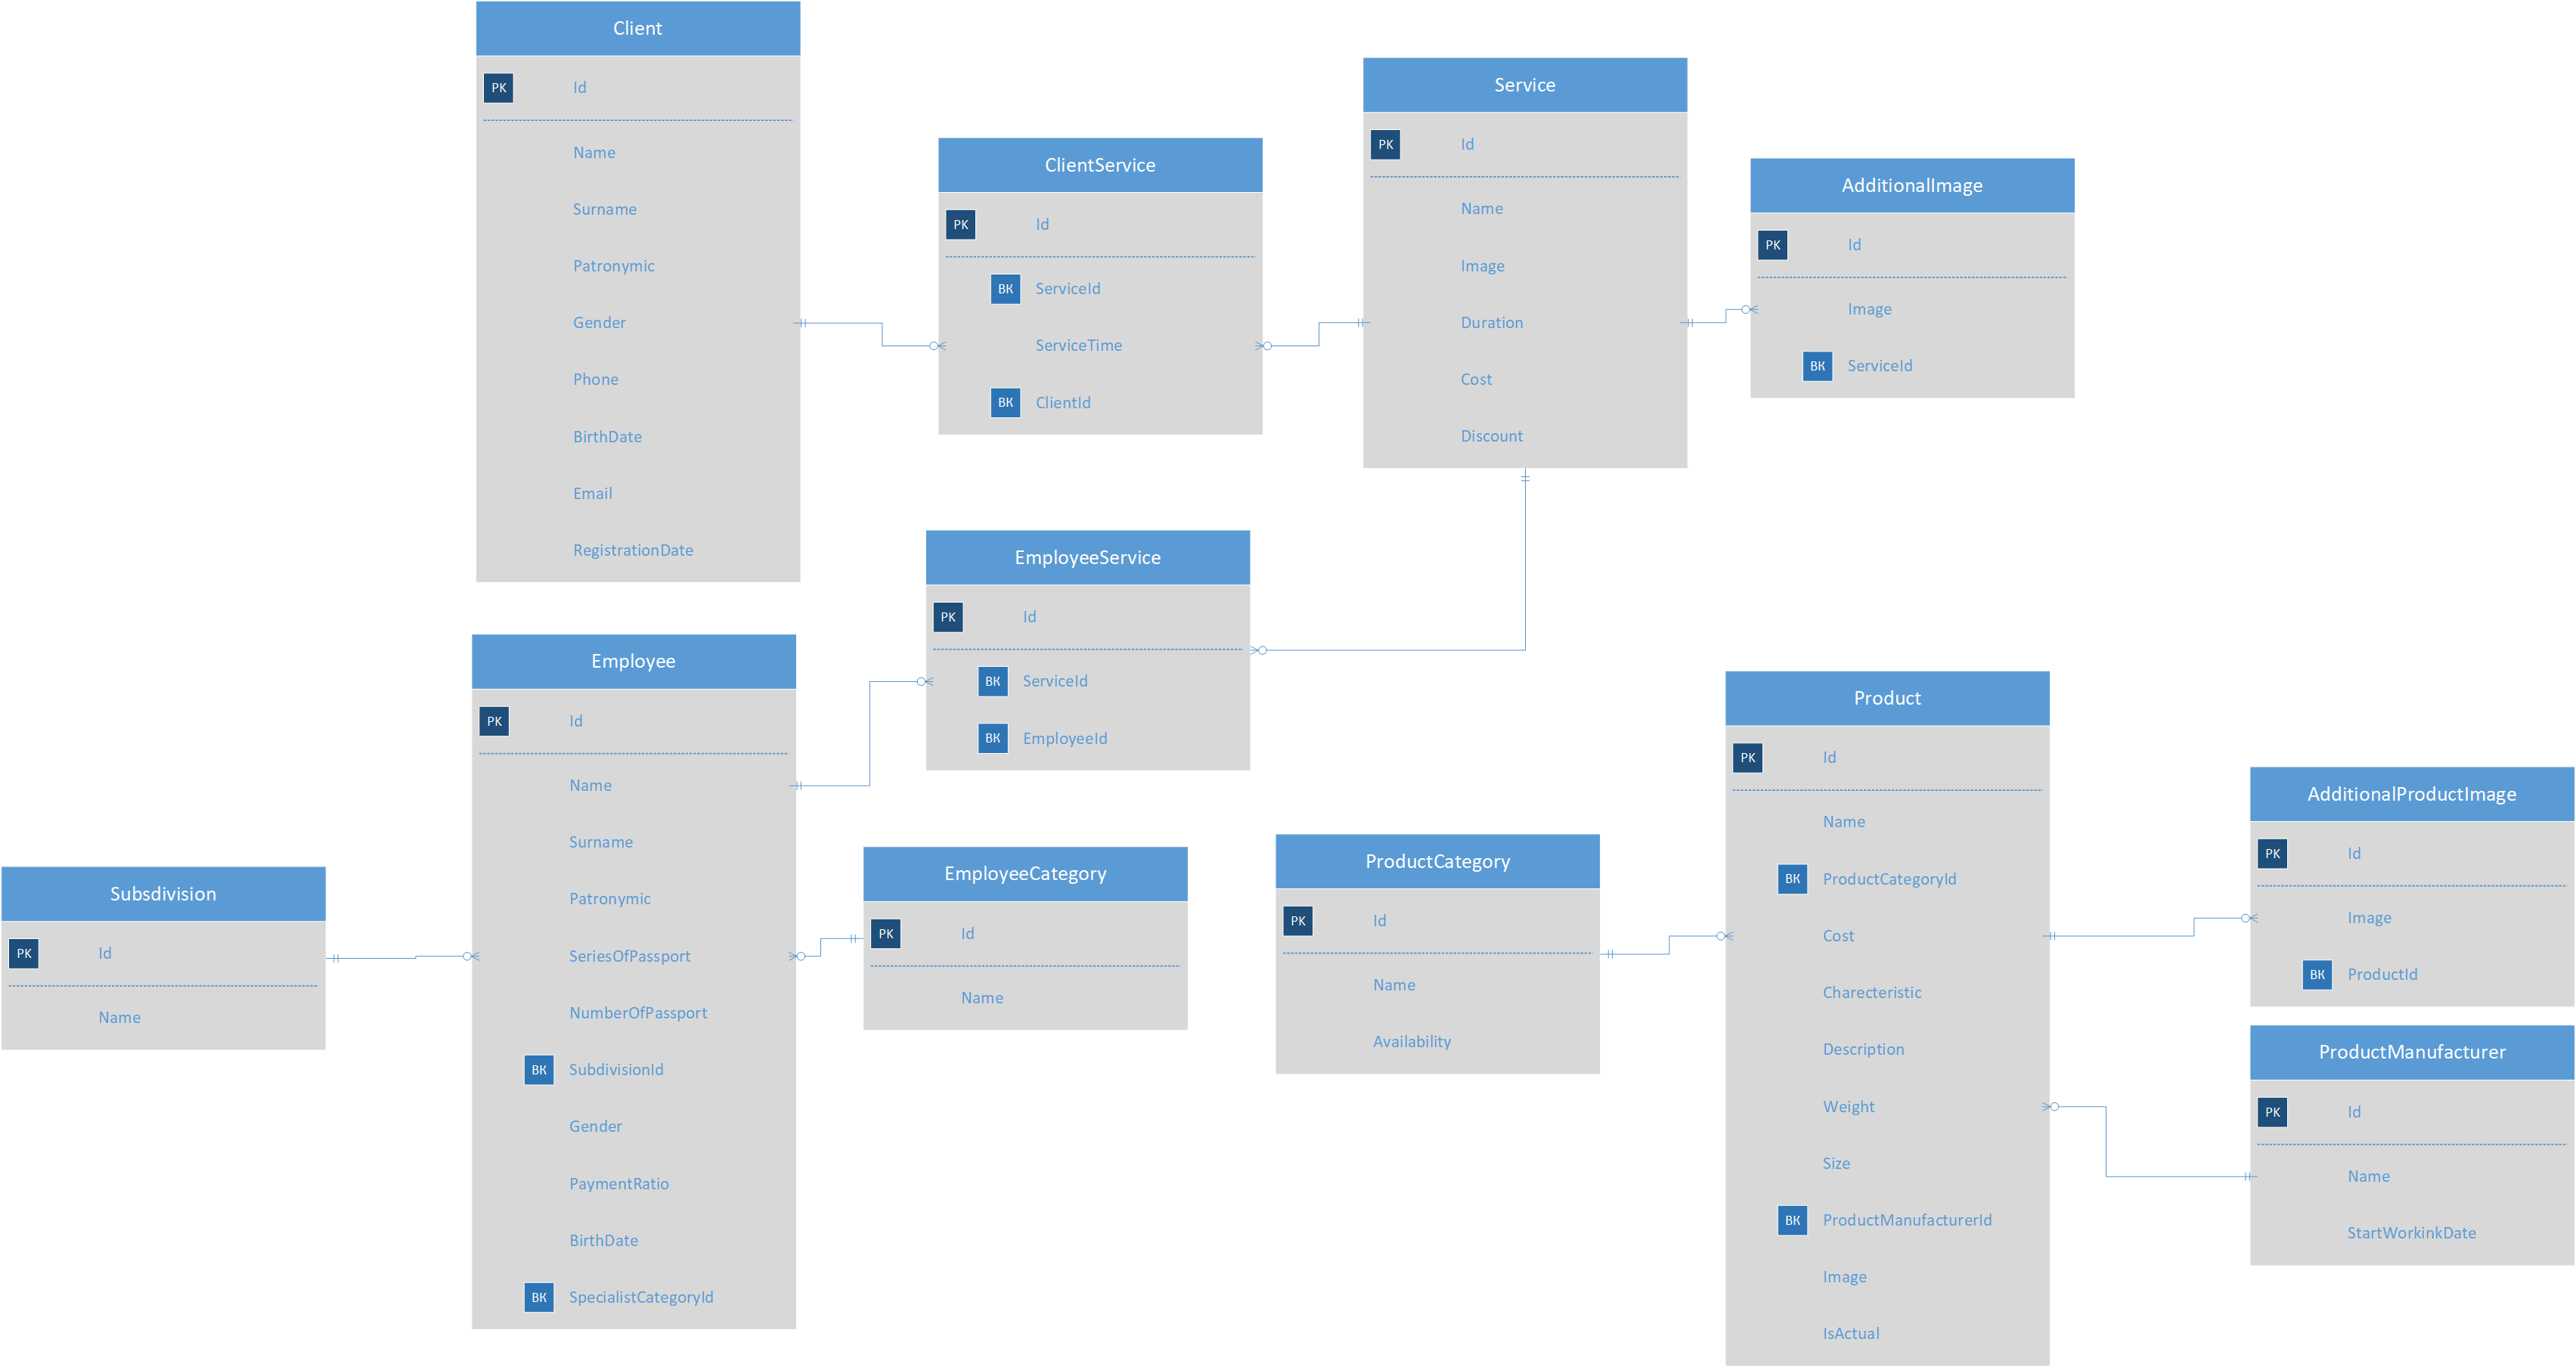 Client
PK Id
Name
Surname
Patronymic
Gender
Phone
BirthDate
Email
RegistrationDate
ClientService
PK Id
BK ServiceId
ServiceTime
BK ClientId
Service
PK Id
Name
Image
Duration
Cost
Discount
AdditionalImage
PK Id
Image
BK ServiceId
EmployeeService
PK Id
BK ServiceId
BK EmployeeId
Employee
PK Id
Name
Surname
Patronymic
SeriesOfPassport
NumberOfPassport
BK SubdivisionId
Gender
PaymentRatio
BirthDate
BK SpecialistCategoryId
Subsdivision
PK Id
Name
EmployeeCategory
PK Id
Name
ProductCategory
PK Id
Name
Availability
Product
PK Id
Name
BK ProductCategoryId
Cost
Charecteristic
Description
Weight
Size
BK ProductManufacturerId
Image
IsActual
AdditionalProductImage
PK Id
Image
BK ProductId
ProductManufacturer
PK Id
Name
StartWorkinkDate